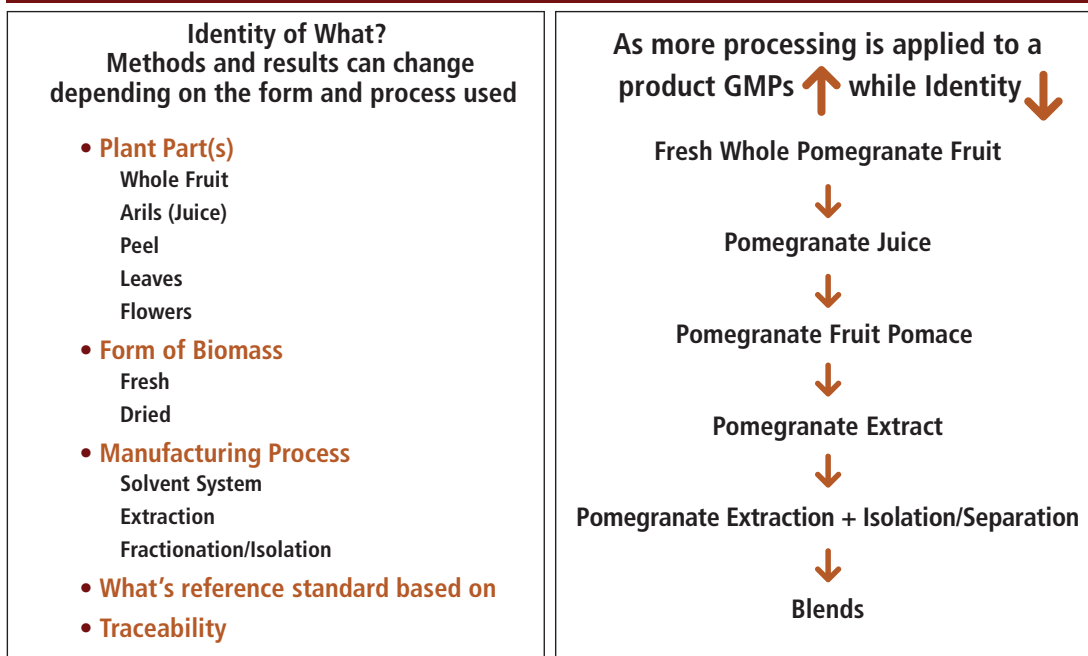 Identity of What?
Methods and results can change
depending on the form and process used
• Plant Part(s)
Whole Fruit
Arils (Juice)
Peel
Leaves
Flowers
• Form of Biomass
Fresh
Dried
• Manufacturing Process
Solvent System
Extraction
Fractionation/Isolation
• What’s reference standard based on
• Traceability
As more processing is applied to a
product GMPs ↑ while Identity ↓
Fresh Whole Pomegranate Fruit
↓
Pomegranate Juice
↓
Pomegranate Fruit Pomace
↓
Pomegranate Extract
↓
Pomegranate Extraction + Isolation/Separation
↓
Blends